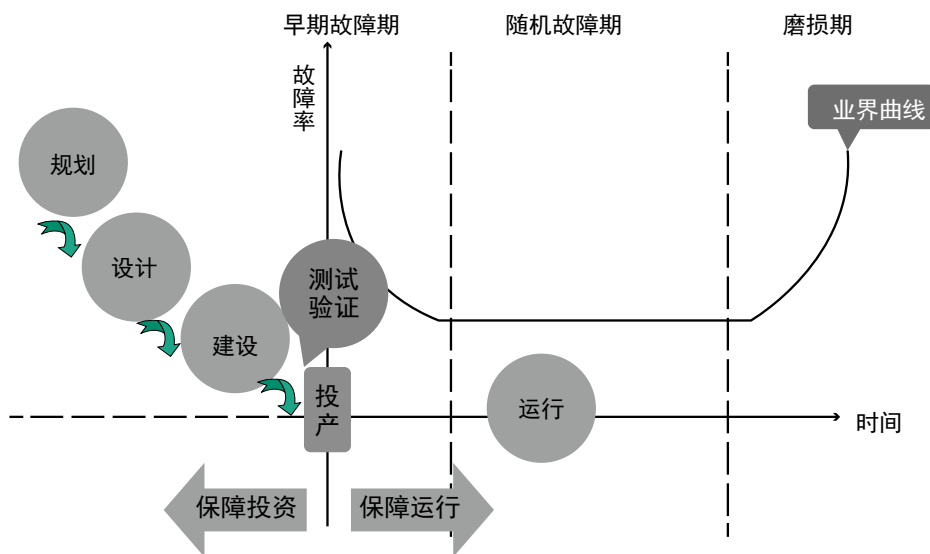 早期故障期
随机故障期
磨损期
故障率
业界曲线
规划
设计
测试
验证
建设
投产
运行
时间
保障投资
保障运行